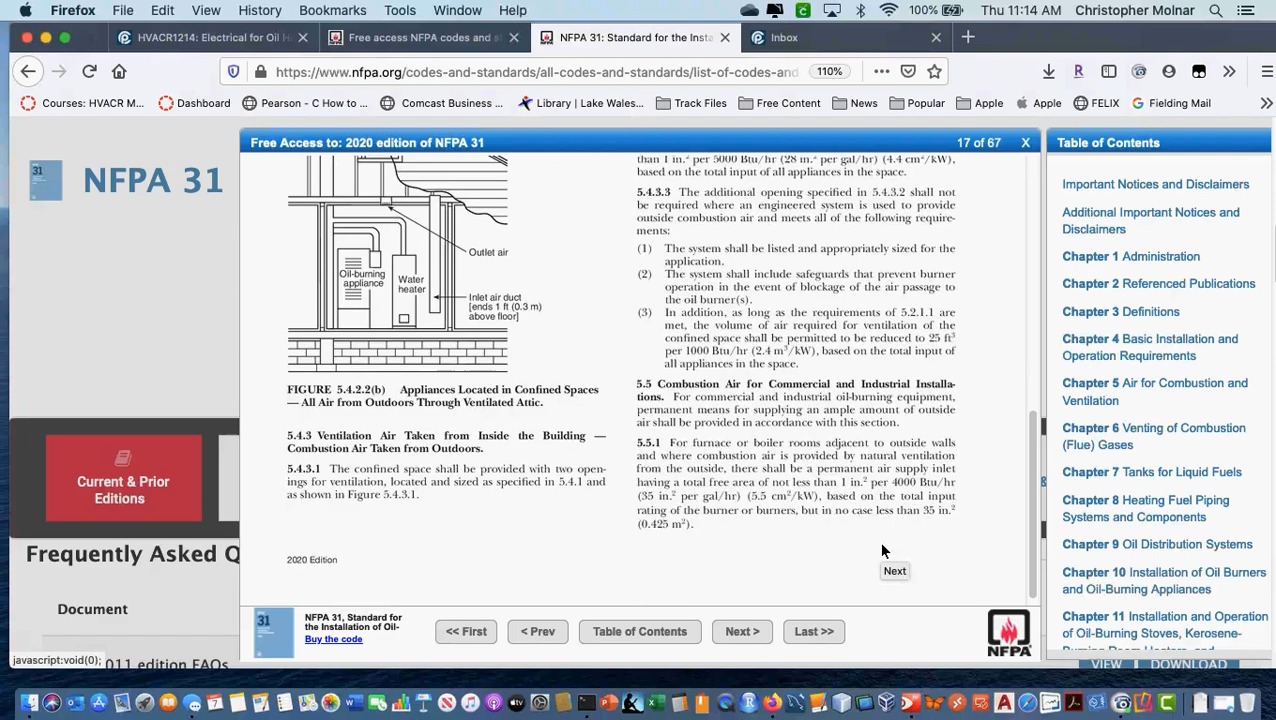 Firefox File Edit View History Bookmarks Tools Window Help 100% Thu 11:14 AM Christopher Molnar
HVACR1214: Electrical for Oil H
Free access NFPA codes and st
NFPA 31: Standard for the Insta
Inbox
https://www.nfpa.org/codes-and-standards/all-codes-and-standards/list-of-codes-and
110%
Courses: HVACR M... Dashboard Pearson - C How to ... Comcast Business ... Library | Lake Wales... Track Files Free Content News Popular Apple Apple FELIX Fielding Mail
NFPA 31
Current & Prior
Editions
Frequently Asked Q
Document
011 edition FAQs
javascript:void(0);
VIEW DOWNLOAD
Free Access to: 2020 edition of NFPA 31
17 of 67
X
Outlet air
Oil-burning
appliance
Water
heater
Inlet air duct
[ends 1 ft (0.3 m)
above floor]
FIGURE 5.4.2.2(b) Appliances Located in Confined Spaces
— All Air from Outdoors Through Ventilated Attic.
5.4.3 Ventilation Air Taken from Inside the Building —
Combustion Air Taken from Outdoors.
5.4.3.1 The confined space shall be provided with two open-
ings for ventilation, located and sized as specified in 5.4.1 and
as shown in Figure 5.4.3.1.
2020 Edition
than 1 in.² per 5000 Btu/hr (28 in.² per gal/hr) (4.4 cm²/kW),
based on the total input of all appliances in the space.
5.4.3.3 The additional opening specified in 5.4.3.2 shall not
be required where an engineered system is used to provide
outside combustion air and meets all of the following require-
ments:
(1) The system shall be listed and appropriately sized for the
application.
(2) The system shall include safeguards that prevent burner
operation in the event of blockage of the air passage to
the oil burner(s).
(3) In addition, as long as the requirements of 5.2.1.1 are
met, the volume of air required for ventilation of the
confined space shall be permitted to be reduced to 25 ft³
per 1000 Btu/hr (2.4 m³/kW), based on the total input of
all appliances in the space.
5.5 Combustion Air for Commercial and Industrial Installa-
tions. For commercial and industrial oil-burning equipment,
permanent means for supplying an ample amount of outside
air shall be provided in accordance with this section.
5.5.1 For furnace or boiler rooms adjacent to outside walls
and where combustion air is provided by natural ventilation
from the outside, there shall be a permanent air supply inlet
having a total free area of not less than 1 in.² per 4000 Btu/hr
(35 in.² per gal/hr) (5.5 cm²/kW), based on the total input
rating of the burner or burners, but in no case less than 35 in.²
(0.425 m²).
Next
31
NFPA 31, Standard for
the Installation of Oil-
Buy the code
<< First
< Prev
Table of Contents
Next >
Last >>
NFPA
Table of Contents
Important Notices and Disclaimers
Additional Important Notices and
Disclaimers
Chapter 1 Administration
Chapter 2 Referenced Publications
Chapter 3 Definitions
Chapter 4 Basic Installation and
Operation Requirements
Chapter 5 Air for Combustion and
Ventilation
Chapter 6 Venting of Combustion
(Flue) Gases
Chapter 7 Tanks for Liquid Fuels
Chapter 8 Heating Fuel Piping
Systems and Components
Chapter 9 Oil Distribution Systems
Chapter 10 Installation of Oil Burners
and Oil-Burning Appliances
Chapter 11 Installation and Operation
of Oil-Burning Stoves, Kerosene-
Burning Room Heaters, and